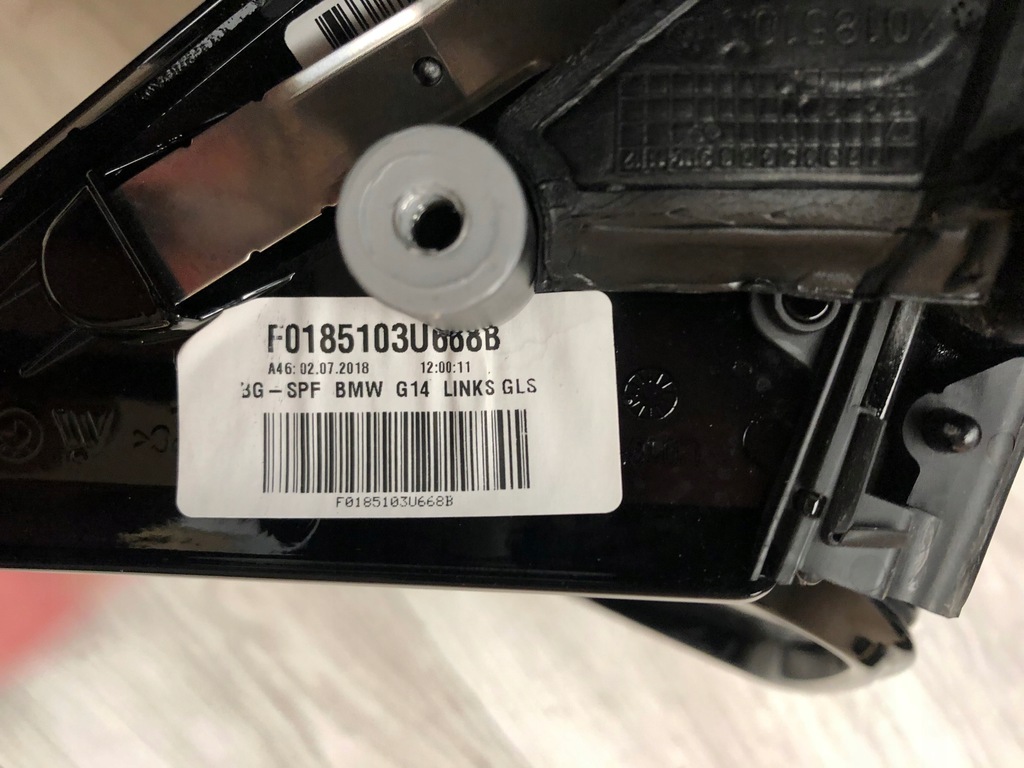 F0185103U668B
A46: 02.07.2018 12:00:11
BG-SPF BMW G14 LINKS GLS
F0185103U668B